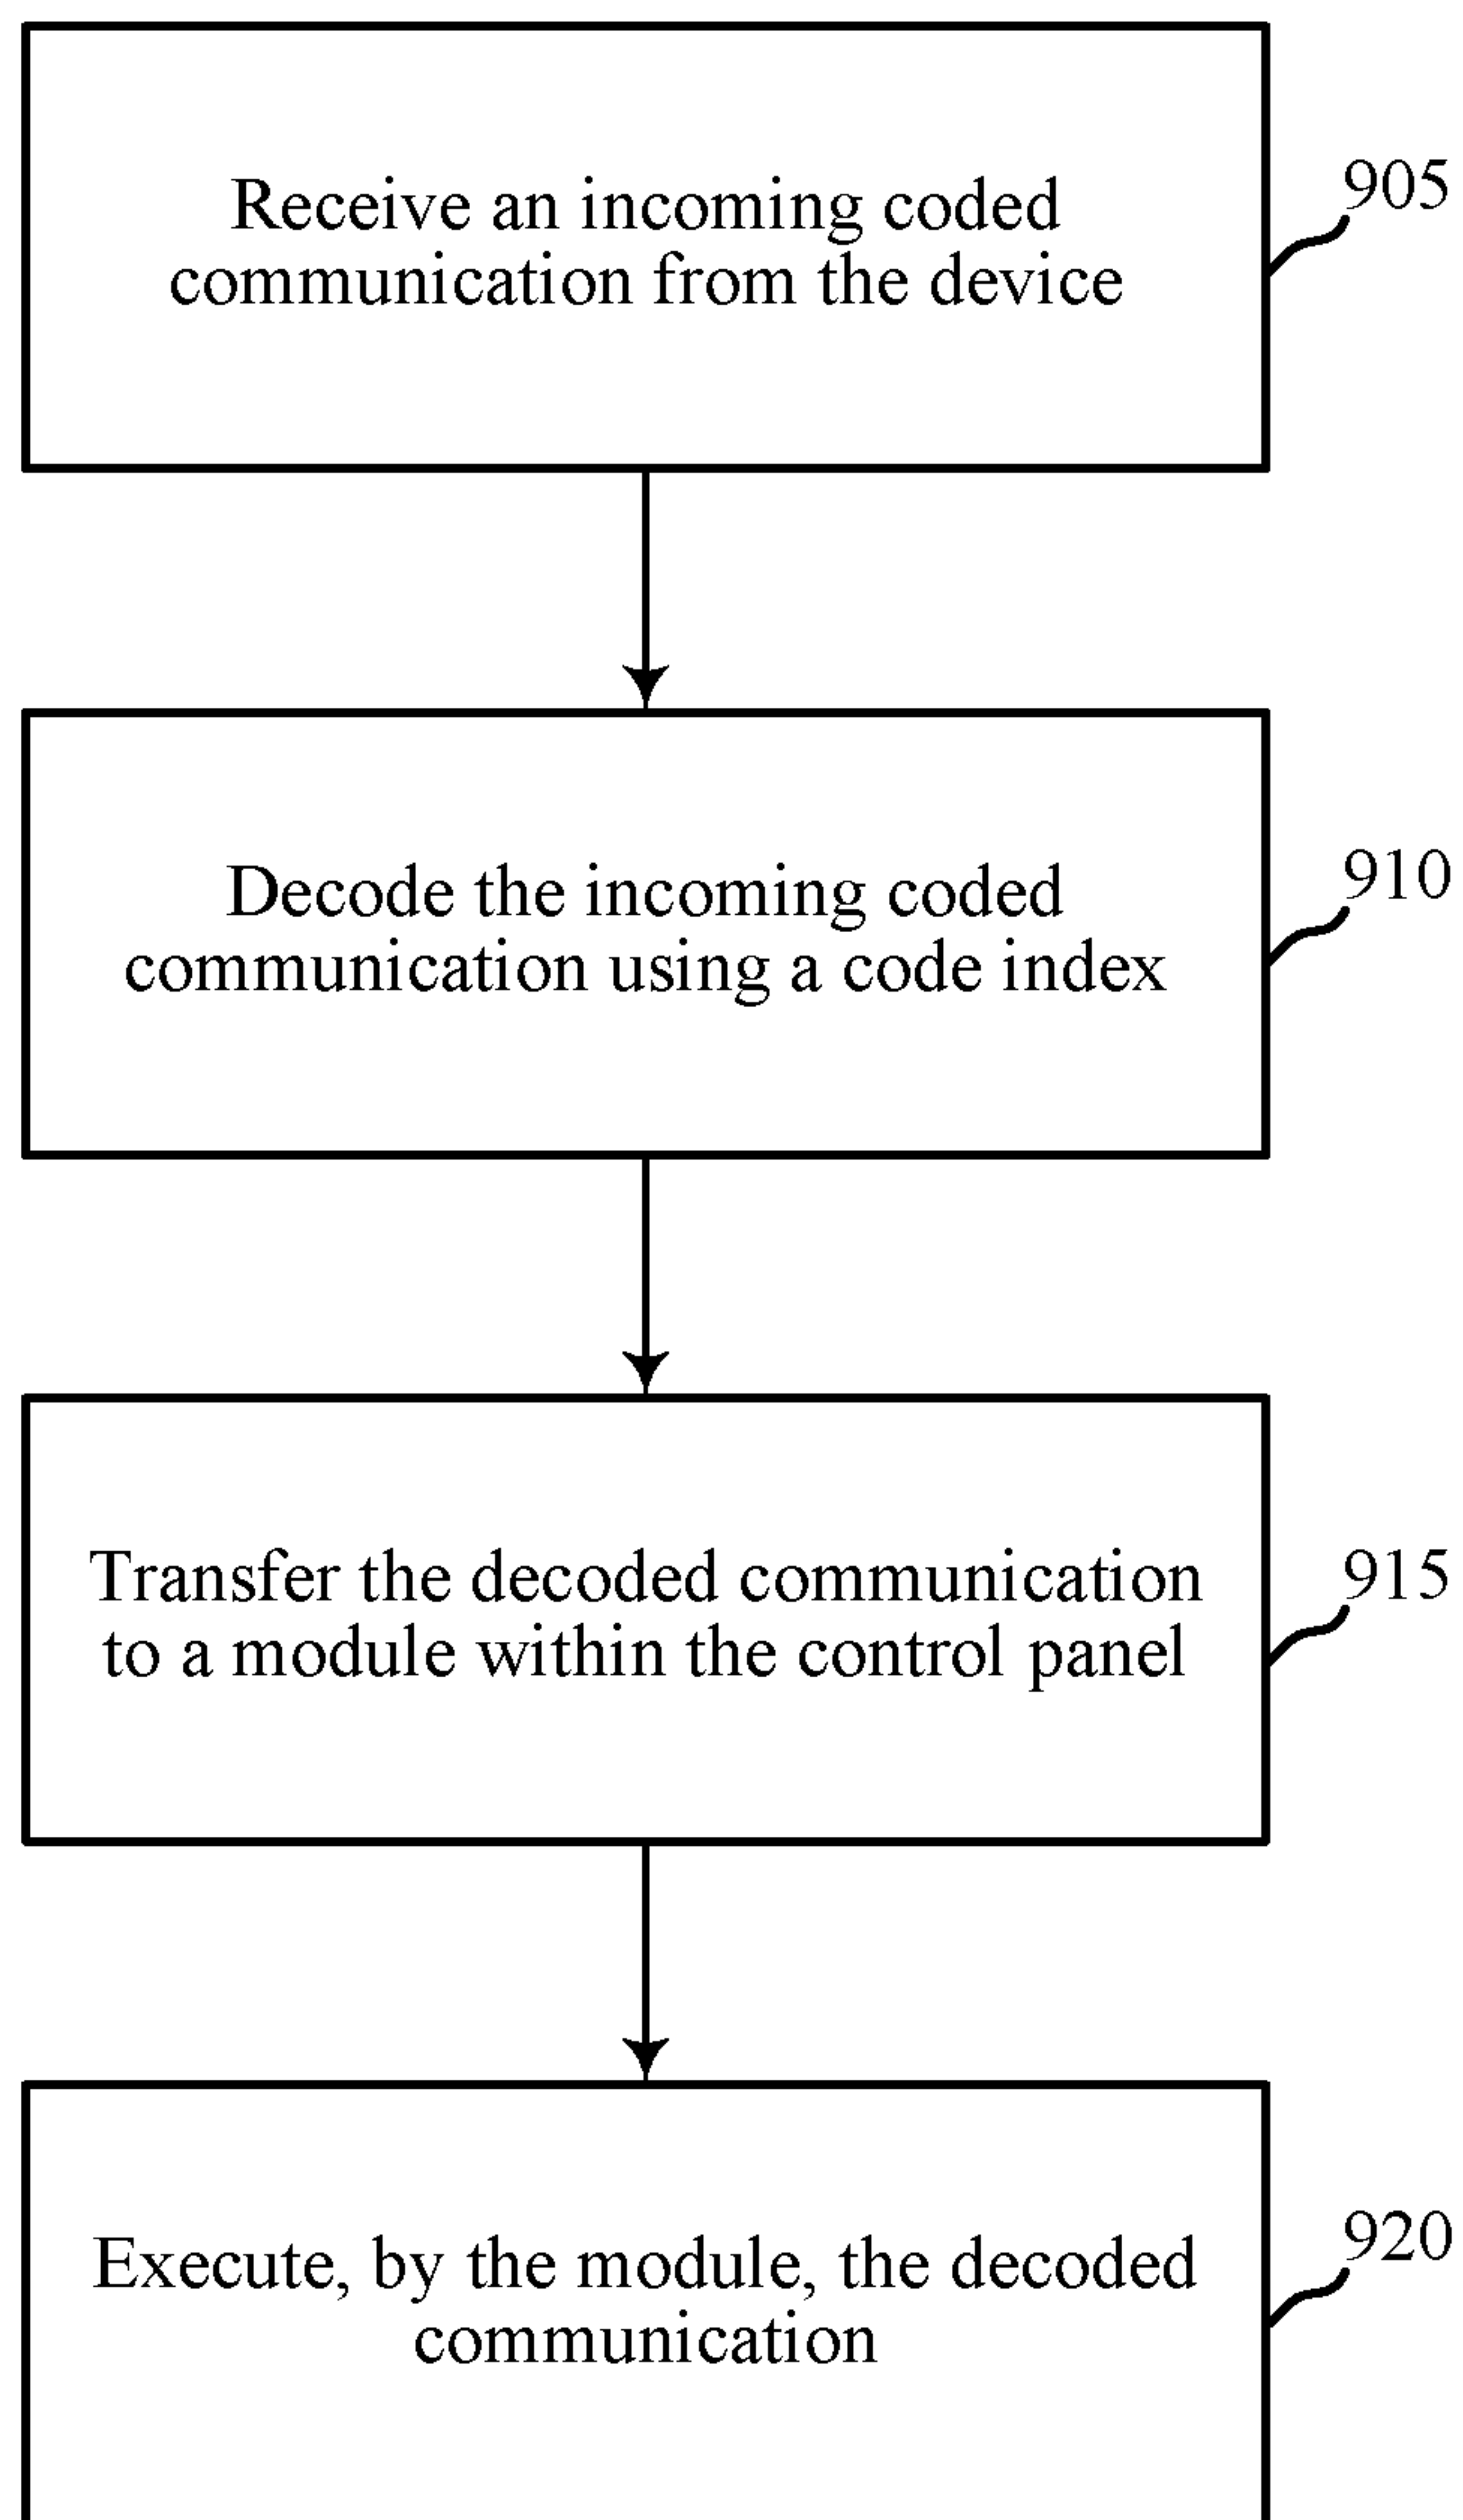 Receive an incoming coded
communication from the device
905
Decode the incoming coded
communication using a code index
910
Transfer the decoded communication
to a module within the control panel
915
Execute, by the module, the decoded
communication
920